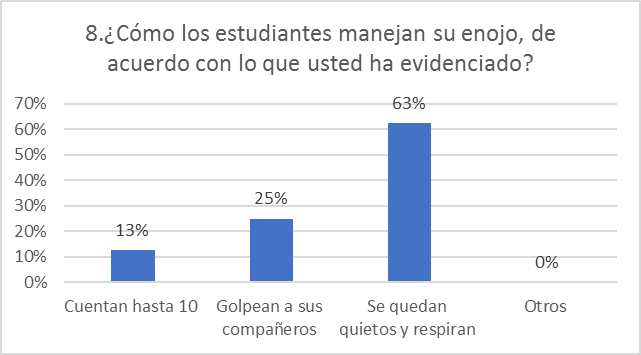 8.¿Cómo los estudiantes manejan su enojo, de
acuerdo con lo que usted ha evidenciado?
70%
60%
50%
40%
30%
20%
10%
0%
13%
25%
63%
0%
Cuentan hasta 10
Golpean a sus
compañeros
Se quedan
quietos y respiran
Otros